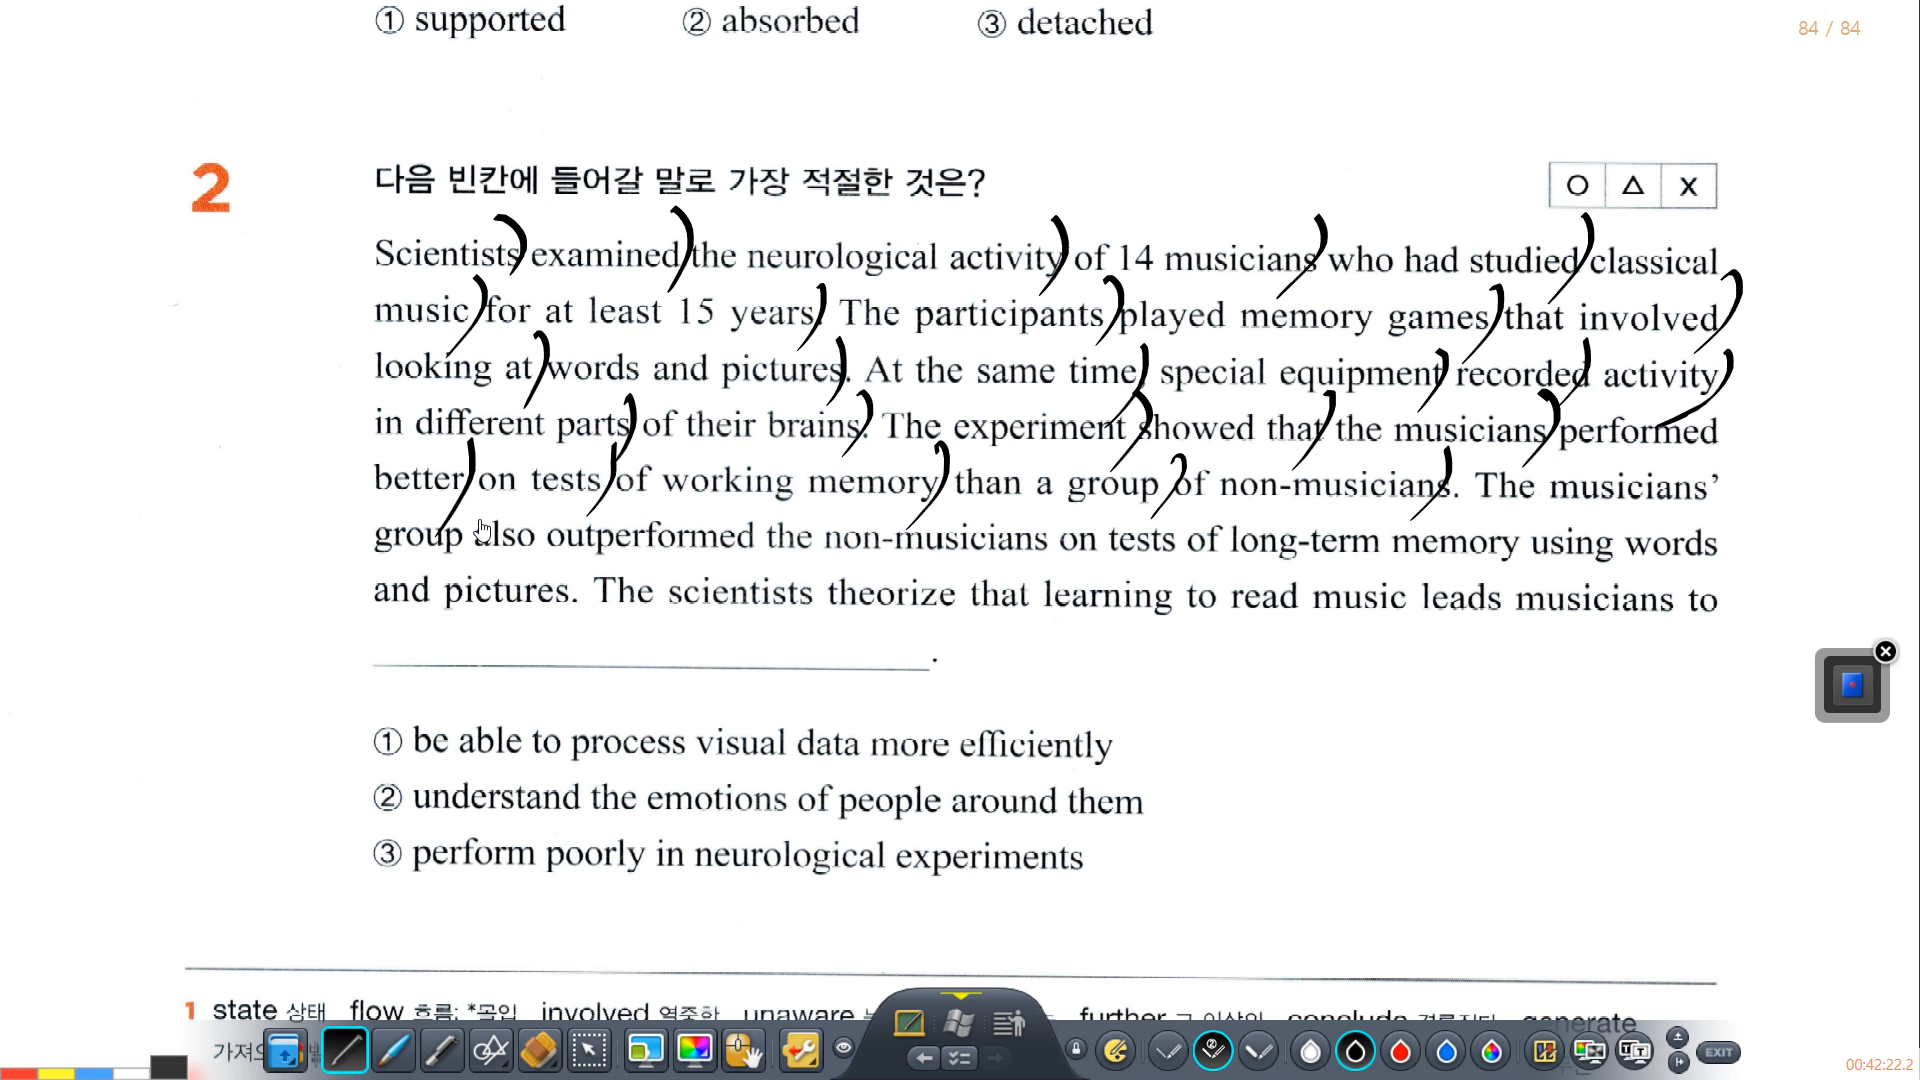 ① supported ② absorbed ③ detached
84 / 84
2 다음 빈칸에 들어갈 말로 가장 적절한 것은? O △ X
Scientists examined the neurological activity of 14 musicians who had studied classical
music for at least 15 years. The participants played memory games that involved
looking at words and pictures. At the same time, special equipment recorded activity
in different parts of their brains. The experiment showed that the musicians performed
better on tests of working memory than a group of non-musicians. The musicians’
group also outperformed the non-musicians on tests of long-term memory using words
and pictures. The scientists theorize that learning to read music leads musicians to
.
① be able to process visual data more efficiently
② understand the emotions of people around them
③ perform poorly in neurological experiments
1 state 상태 flow 흐름; *몰입 involved 열중한 unaware further conclude generate
EXIT
00:42:22.2